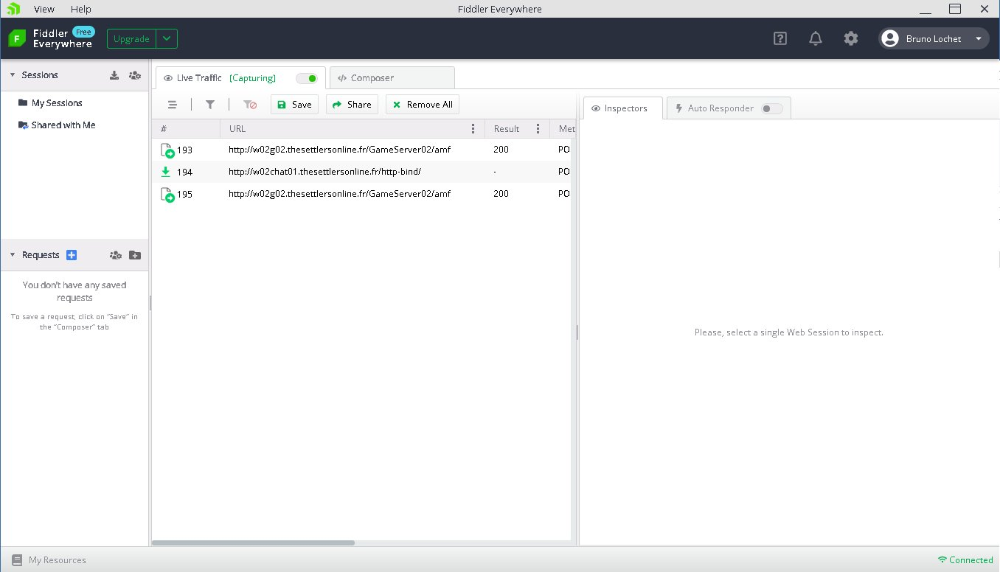 View Help
Fiddler Everywhere
F
Fiddler Free
Everywhere
Upgrade
?
Bruno Lochet
Sessions
My Sessions
Shared with Me
Requests
You don't have any saved
requests
To save a request, click on "Save" in
the "Composer" tab
Live Traffic (Capturing)
Composer
Save Share Remove All
# URL Result Met
193 http://w02g02.thesettlersonline.fr/GameServer02/amf 200 PO
194 http://w02chat01.thesettlersonline.fr/http-bind/ - PO
195 http://w02g02.thesettlersonline.fr/GameServer02/amf 200 PO
Inspectors
Auto Responder
Please, select a single Web Session to inspect.
My Resources
Connected